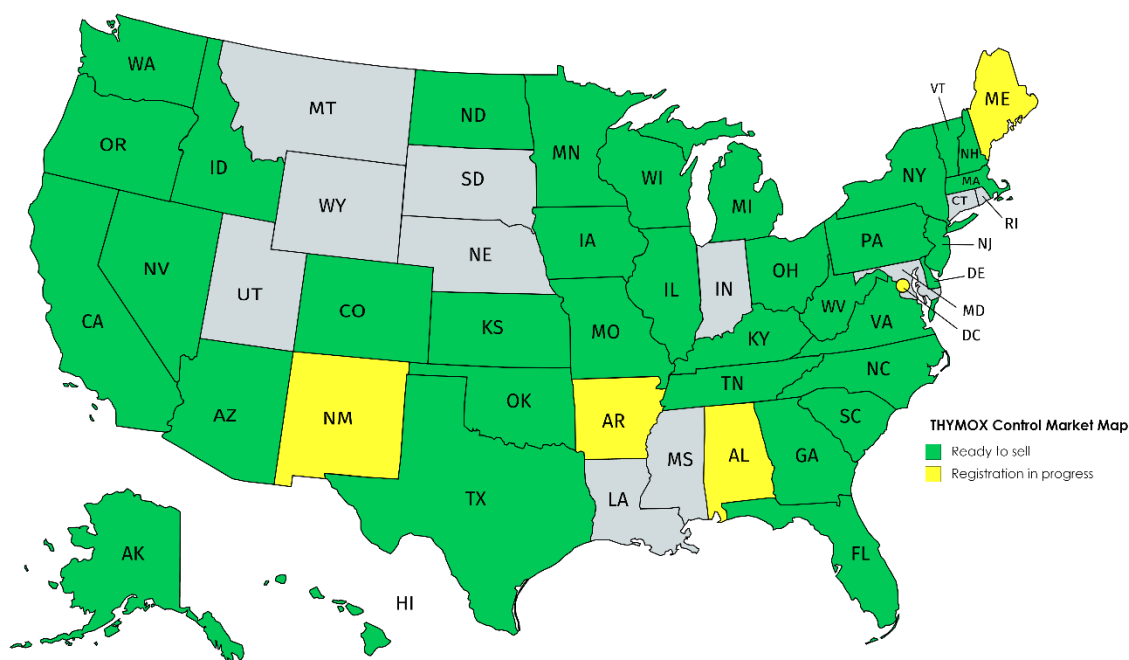 WA
MT
ND
MN
VT
ME
OR
ID
SD
WI
MI
NY
NH
MA
CT
RI
WY
IA
PA
NJ
NE
OH
DE
NV
UT
CO
IL
IN
WV
MD
CA
KS
MO
KY
VA
DC
TN
NC
AZ
NM
OK
AR
SC
MS
AL
GA
THYMOX Control Market Map
Ready to sell
Registration in progress
TX
LA
AK
FL
HI